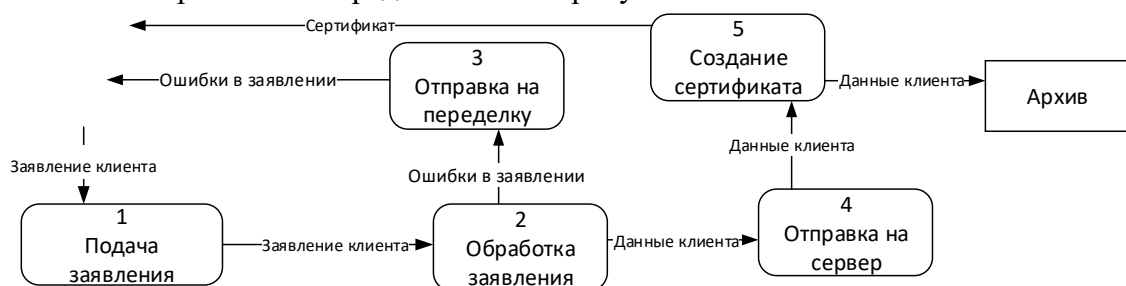 Сертификат
5
Создание
сертификата
3
Отправка на
переделку
Ошибки в заявлении
Данные клиента
Архив
Заявление клиента
Ошибки в заявлении
Данные клиента
1
Подача
заявления
Заявление клиента
2
Обработка
заявления
Данные клиента
4
Отправка на
сервер